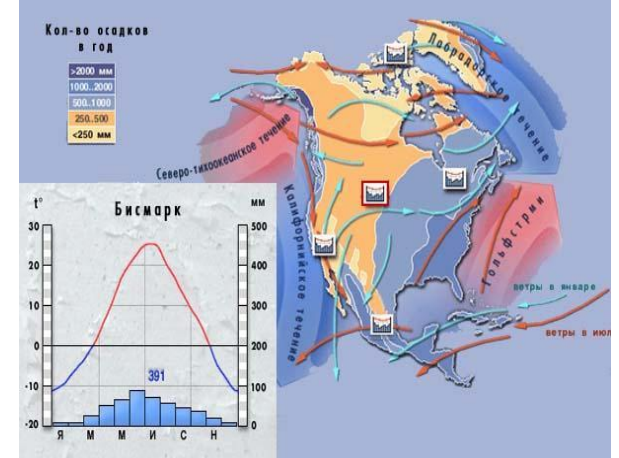 Кол-во осадков
в год
>2000 мм
1000..2000
500..1000
250..500
<250 мм
Лабрадорское течение
Северо-тихоокеанское течение
Калифорнийское течение
Гольфстрим
ветры в январе
ветры в июл
t°
Бисмарк
мм
30
20
10
0
-10
-20
500
400
300
200
100
0
391
Я М М И С Н